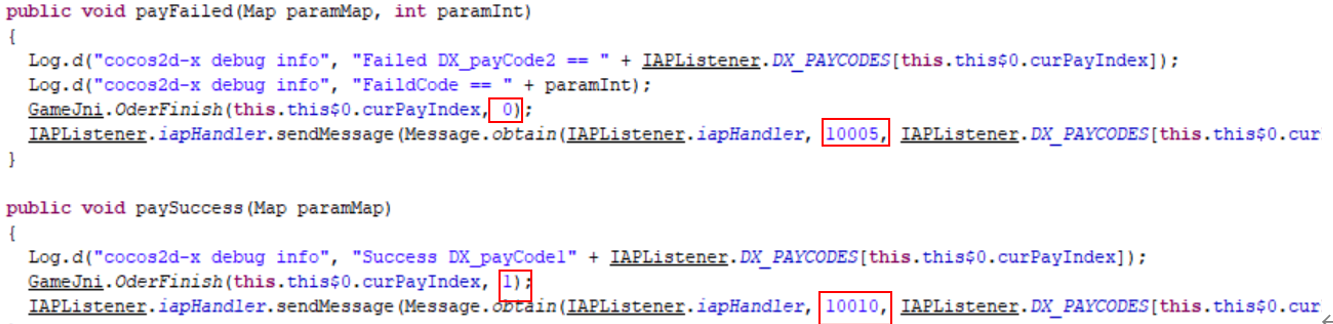 public void payFailed(Map paramMap, int paramInt)
{
Log.d("cocos2d-x debug info", "Failed DX_payCode2 == " + IAPListener.DX_PAYCODES[this.this$0.curPayIndex]);
Log.d("cocos2d-x debug info", "FaildCode == " + paramInt);
GameJni.OderFinish(this.this$0.curPayIndex, 0);
IAPListener.iapHandler.sendMessage(Message.obtain(IAPListener.iapHandler, 10005, IAPListener.DX_PAYCODES[this.this$0.cur
}
public void paySuccess(Map paramMap)
{
Log.d("cocos2d-x debug info", "Success DX_payCode1" + IAPListener.DX_PAYCODES[this.this$0.curPayIndex]);
GameJni.OderFinish(this.this$0.curPayIndex, 1);
IAPListener.iapHandler.sendMessage(Message.obtain(IAPListener.iapHandler, 10010, IAPListener.DX_PAYCODES[this.this$0.cur